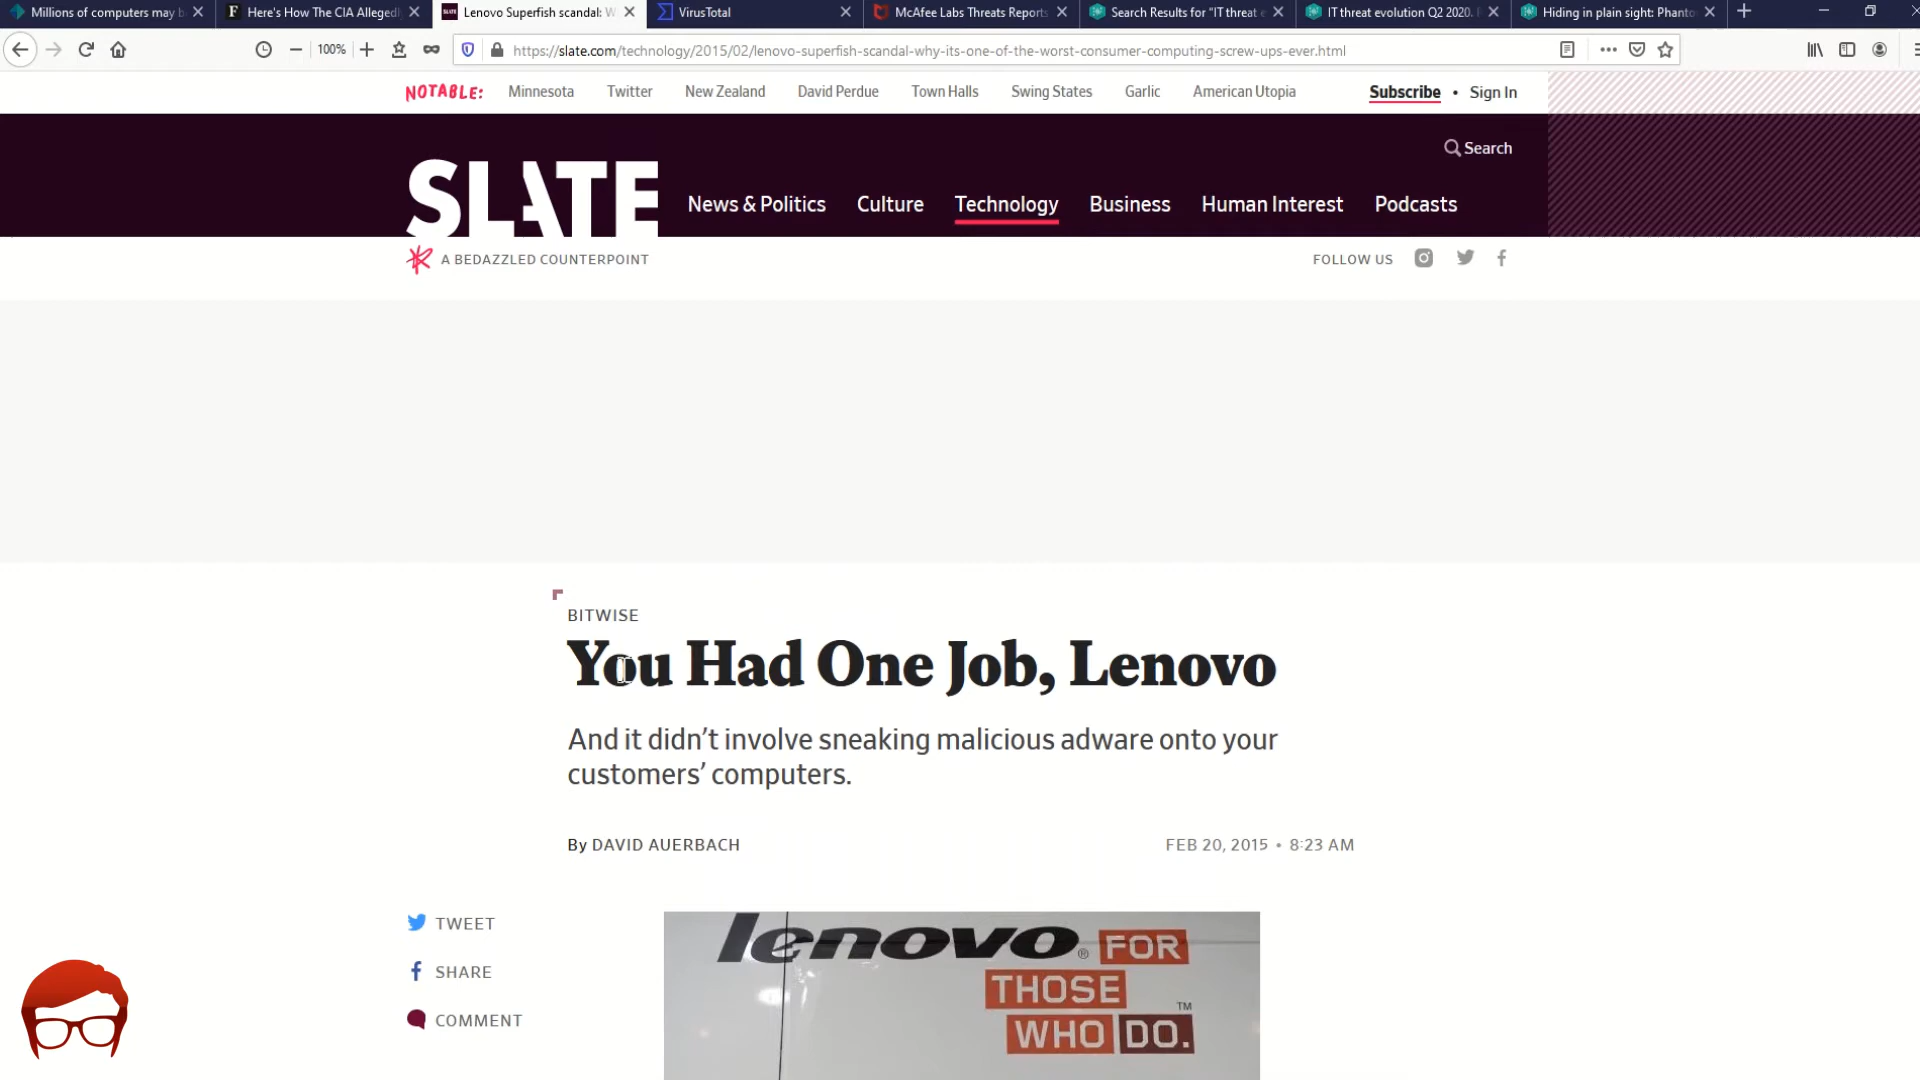 Millions of computers may b
Here's How The CIA Allegedl
Lenovo Superfish scandal: W
VirusTotal
McAfee Labs Threats Reports
Search Results for "IT threat e
IT threat evolution Q2 2020.
Hiding in plain sight: Phanto
100%
https://slate.com/technology/2015/02/lenovo-superfish-scandal-why-its-one-of-the-worst-consumer-computing-screw-ups-ever.html
NOTABLE: Minnesota Twitter New Zealand David Perdue Town Halls Swing States Garlic American Utopia Subscribe • Sign In
Search
SLATE News & Politics Culture Technology Business Human Interest Podcasts
A BEDAZZLED COUNTERPOINT FOLLOW US
BITWISE
You Had One Job, Lenovo
And it didn’t involve sneaking malicious adware onto your
customers’ computers.
By DAVID AUERBACH FEB 20, 2015 • 8:23 AM
TWEET
SHARE
COMMENT
lenovo® FOR
THOSE
WHO DO.™